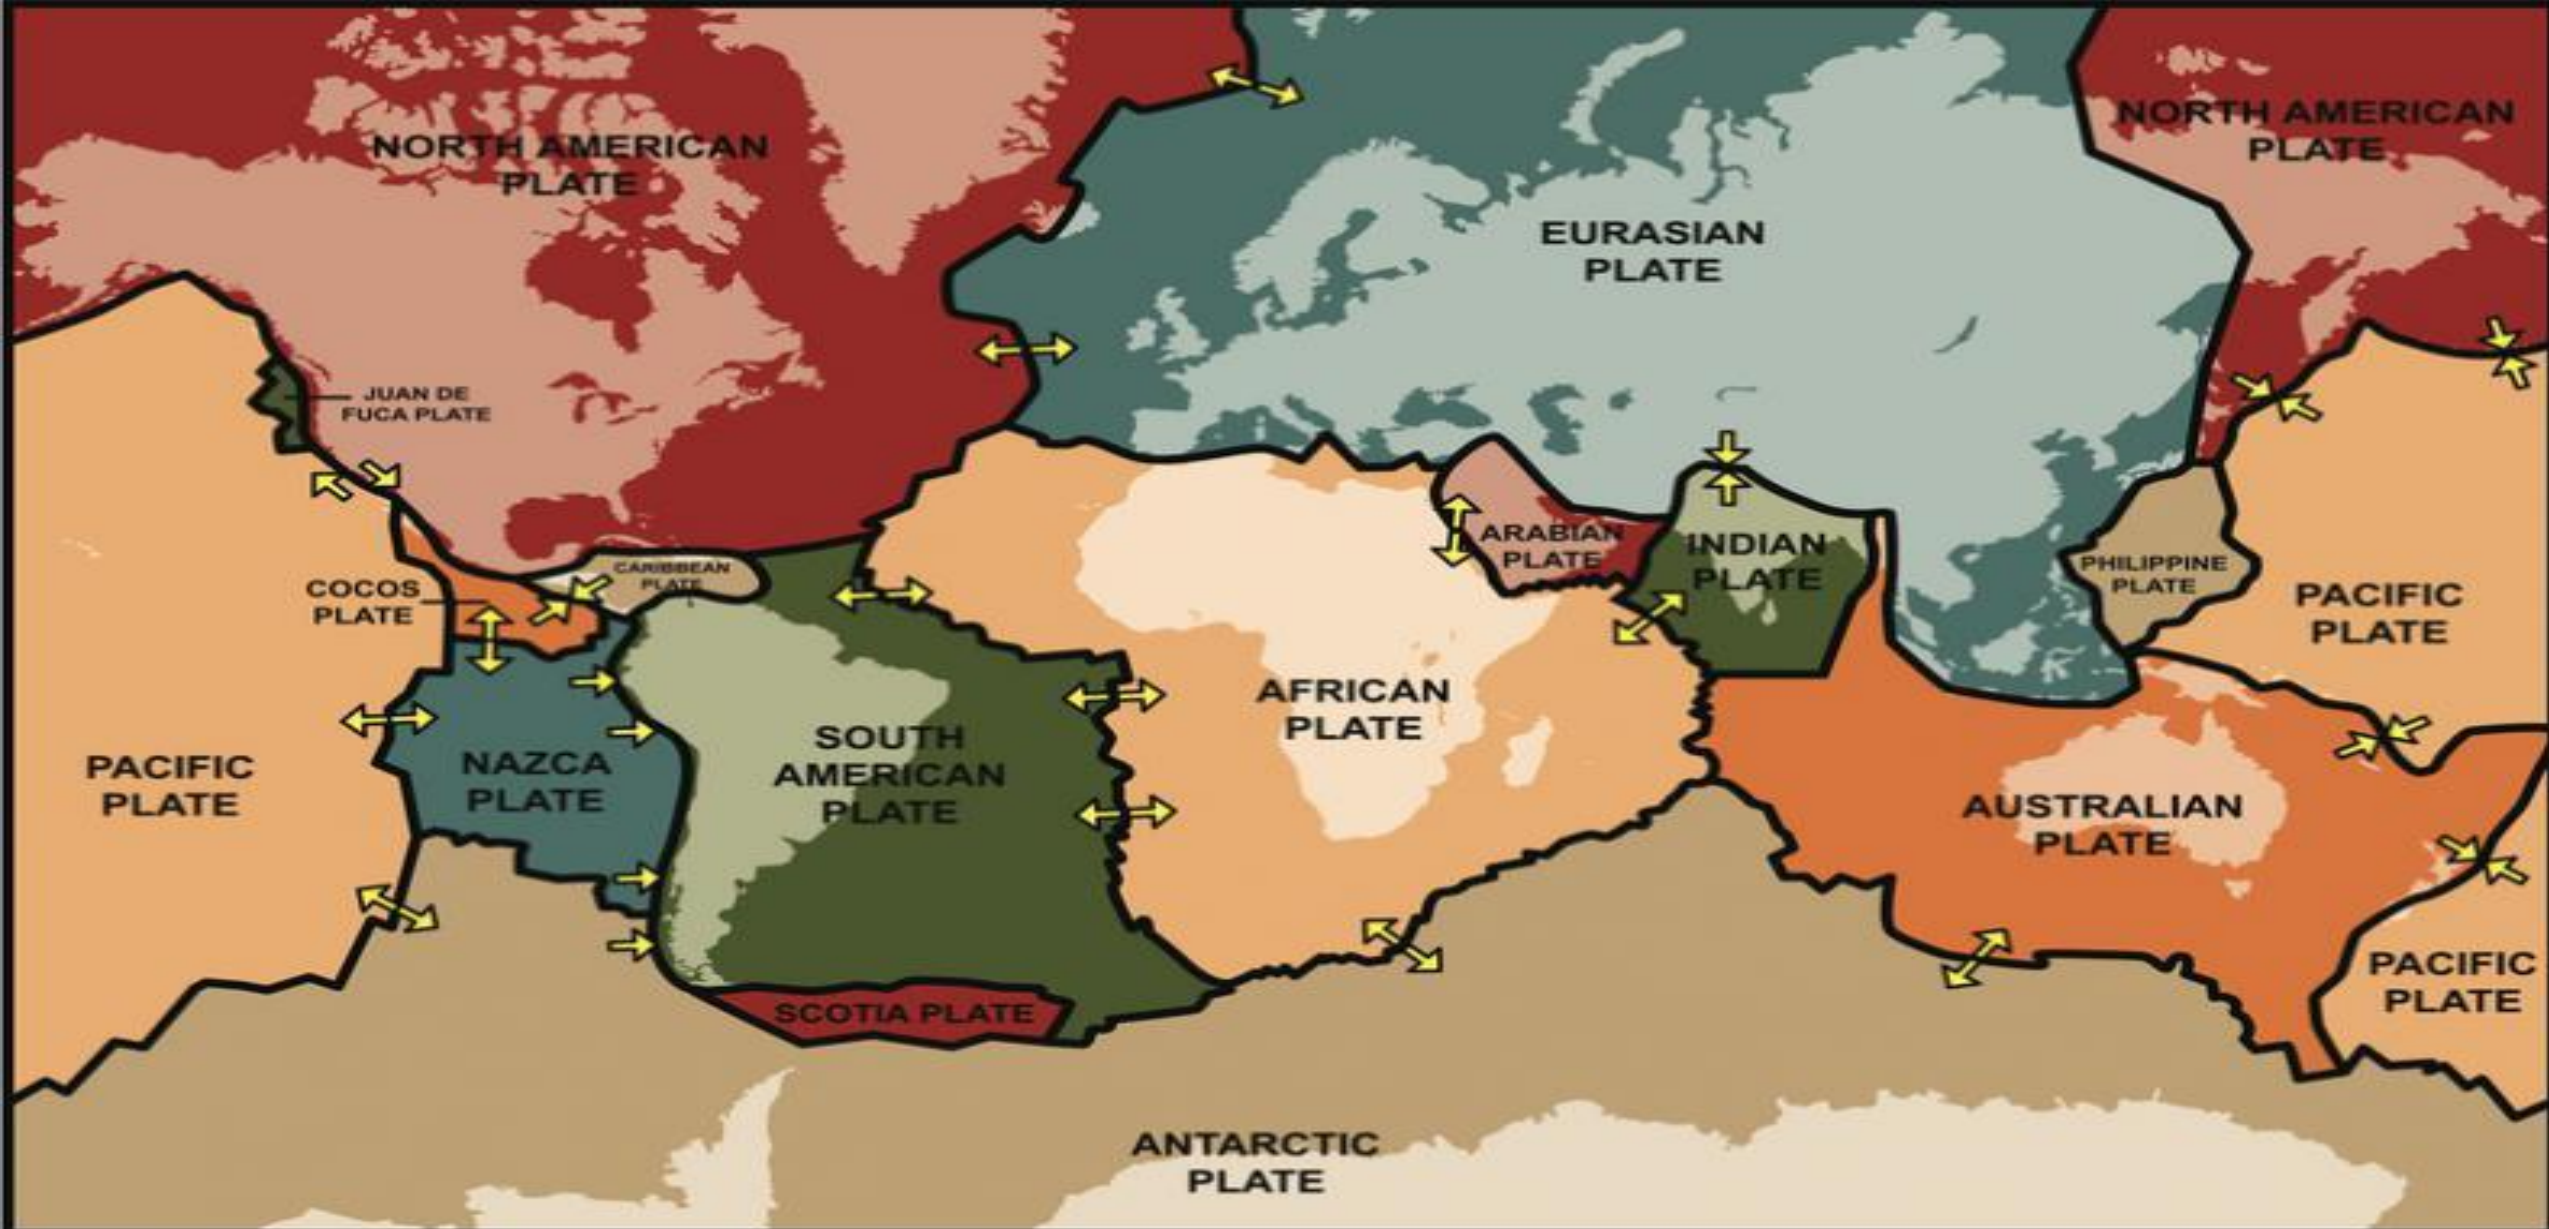 NORTH AMERICAN
PLATE
NORTH AMERICAN
PLATE
EURASIAN
PLATE
JUAN DE
FUCA PLATE
ARABIAN
PLATE
INDIAN
PLATE
CARIBBEAN
PLATE
COCOS
PLATE
PHILIPPINE
PLATE
PACIFIC
PLATE
AFRICAN
PLATE
SOUTH
AMERICAN
PLATE
NAZCA
PLATE
PACIFIC
PLATE
AUSTRALIAN
PLATE
PACIFIC
PLATE
SCOTIA PLATE
ANTARCTIC
PLATE